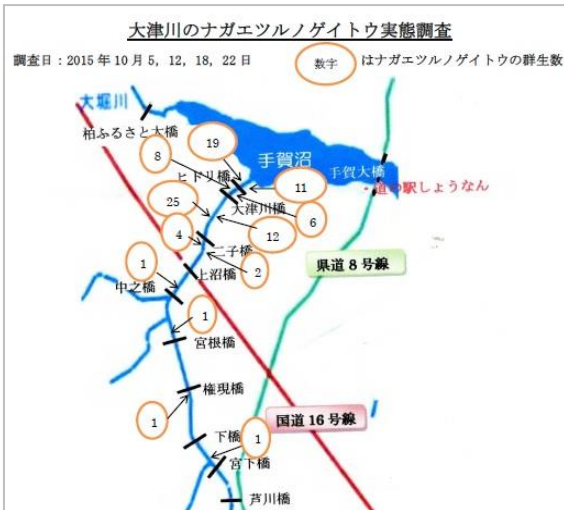 大津川のナガエツルノゲイトウ実態調査
調査日：2015年10月5，12，18，22日
数字
はナガエツルノゲイトウの群生数
大堀川
柏ふるさと大橋
19
8
ヒドリ橋
手賀沼
手賀大橋
・道の駅しょうなん
11
大津川橋
6
25
12
4
二子橋
2
上沼橋
県道8号線
1
中之橋
1
宮根橋
権現橋
1
国道16号線
下橋
1
宮下橋
芦川橋